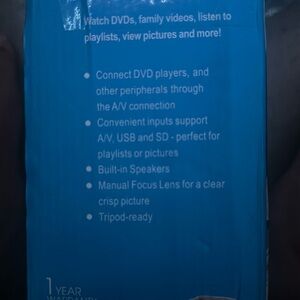 Watch DVDs, family videos, listen to
playlists, view pictures and more!
● Connect DVD players, and
other peripherals through
the A/V connection
● Convenient inputs support
A/V, USB and SD - perfect for
playlists or pictures
● Built-in Speakers
● Manual Focus Lens for a clear
crisp picture
● Tripod-ready
1 YEAR
WARRANTY